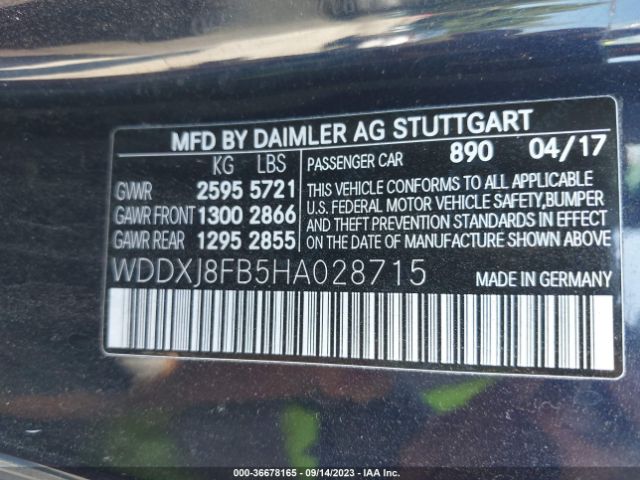 MFD BY DAIMLER AG STUTTGART
KG LBS
GVWR 2595 5721
GAWR FRONT 1300 2866
GAWR REAR 1295 2855
PASSENGER CAR 890 04/17
THIS VEHICLE CONFORMS TO ALL APPLICABLE
U.S. FEDERAL MOTOR VEHICLE SAFETY,BUMPER
AND THEFT PREVENTION STANDARDS IN EFFECT
ON THE DATE OF MANUFACTURE SHOWN ABOVE
WDDXJ8FB5HA028715
MADE IN GERMANY
000-36678165 - 09/14/2023 - IAA Inc.